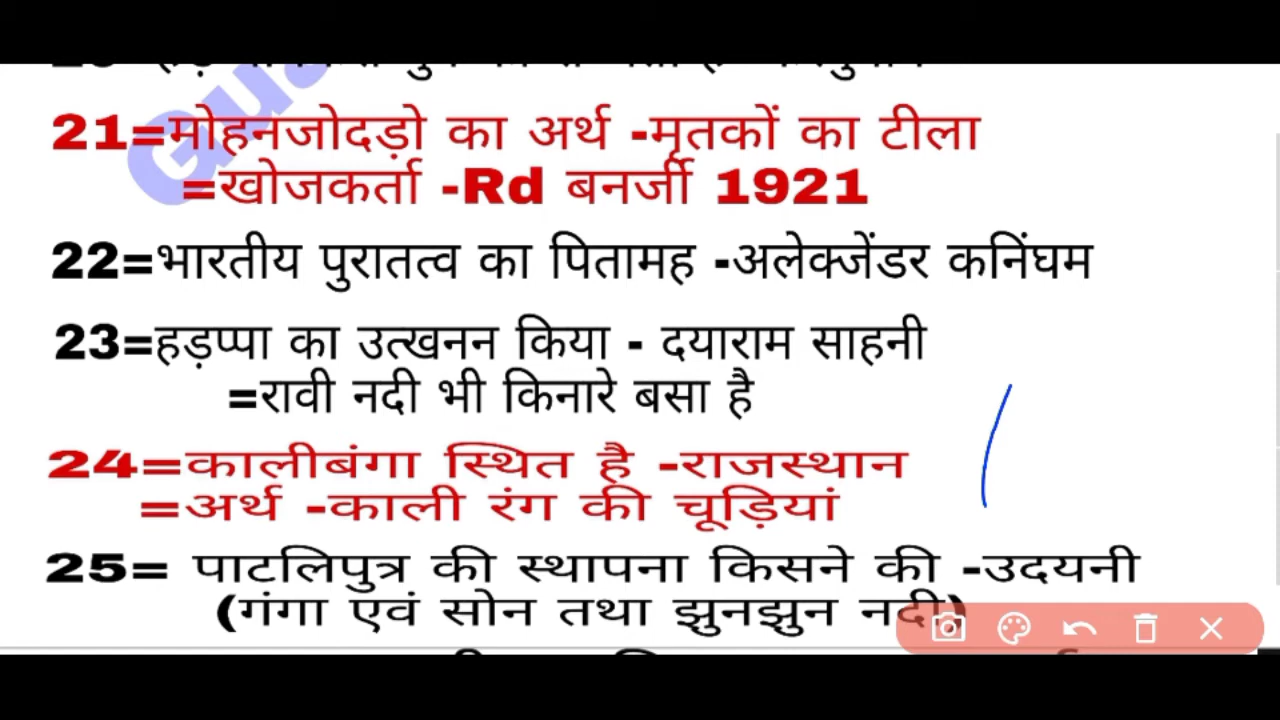 21=मोहनजोदड़ो का अर्थ -मृतकों का टीला
=खोजकर्ता -Rd बनर्जी 1921
22=भारतीय पुरातत्व का पितामह -अलेक्जेंडर कनिंघम
23=हड़प्पा का उत्खनन किया - दयाराम साहनी
=रावी नदी भी किनारे बसा है
24=कालीबंगा स्थित है -राजस्थान
=अर्थ -काली रंग की चूड़ियां
25= पाटलिपुत्र की स्थापना किसने की -उदयनी
(गंगा एवं सोन तथा झुनझुन नदी)